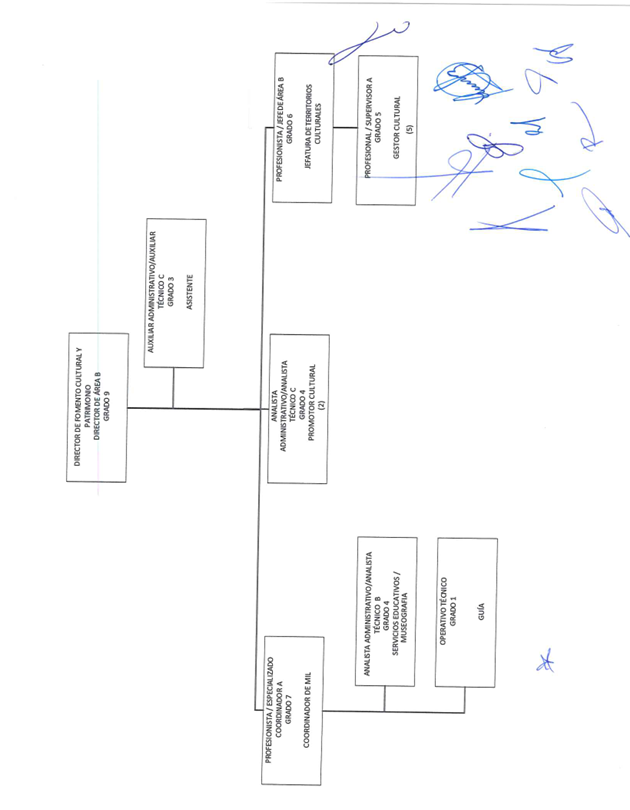 DIRECTOR DE FOMENTO CULTURAL Y
PATRIMONIO
DIRECTOR DE ÁREA B
GRADO 9
AUXILIAR ADMINISTRATIVO/AUXILIAR
TÉCNICO C
GRADO 3
ASISTENTE
PROFESIONISTA / ESPECIALIZADO
COORDINADOR A
GRADO 7
COORDINADOR DE MIL
ANALISTA
ADMINISTRATIVO/ANALISTA
TÉCNICO C
GRADO 4
PROMOTOR CULTURAL
(2)
PROFESIONISTA / JEFE DE ÁREA B
GRADO 6
JEFATURA DE TERRITORIOS
CULTURALES
ANALISTA ADMINISTRATIVO/ANALISTA
TÉCNICO B
GRADO 4
SERVICIOS EDUCATIVOS /
MUSEOGRAFIA
PROFESIONAL / SUPERVISOR A
GRADO 5
GESTOR CULTURAL
(5)
OPERATIVO TÉCNICO
GRADO 1
GUÍA